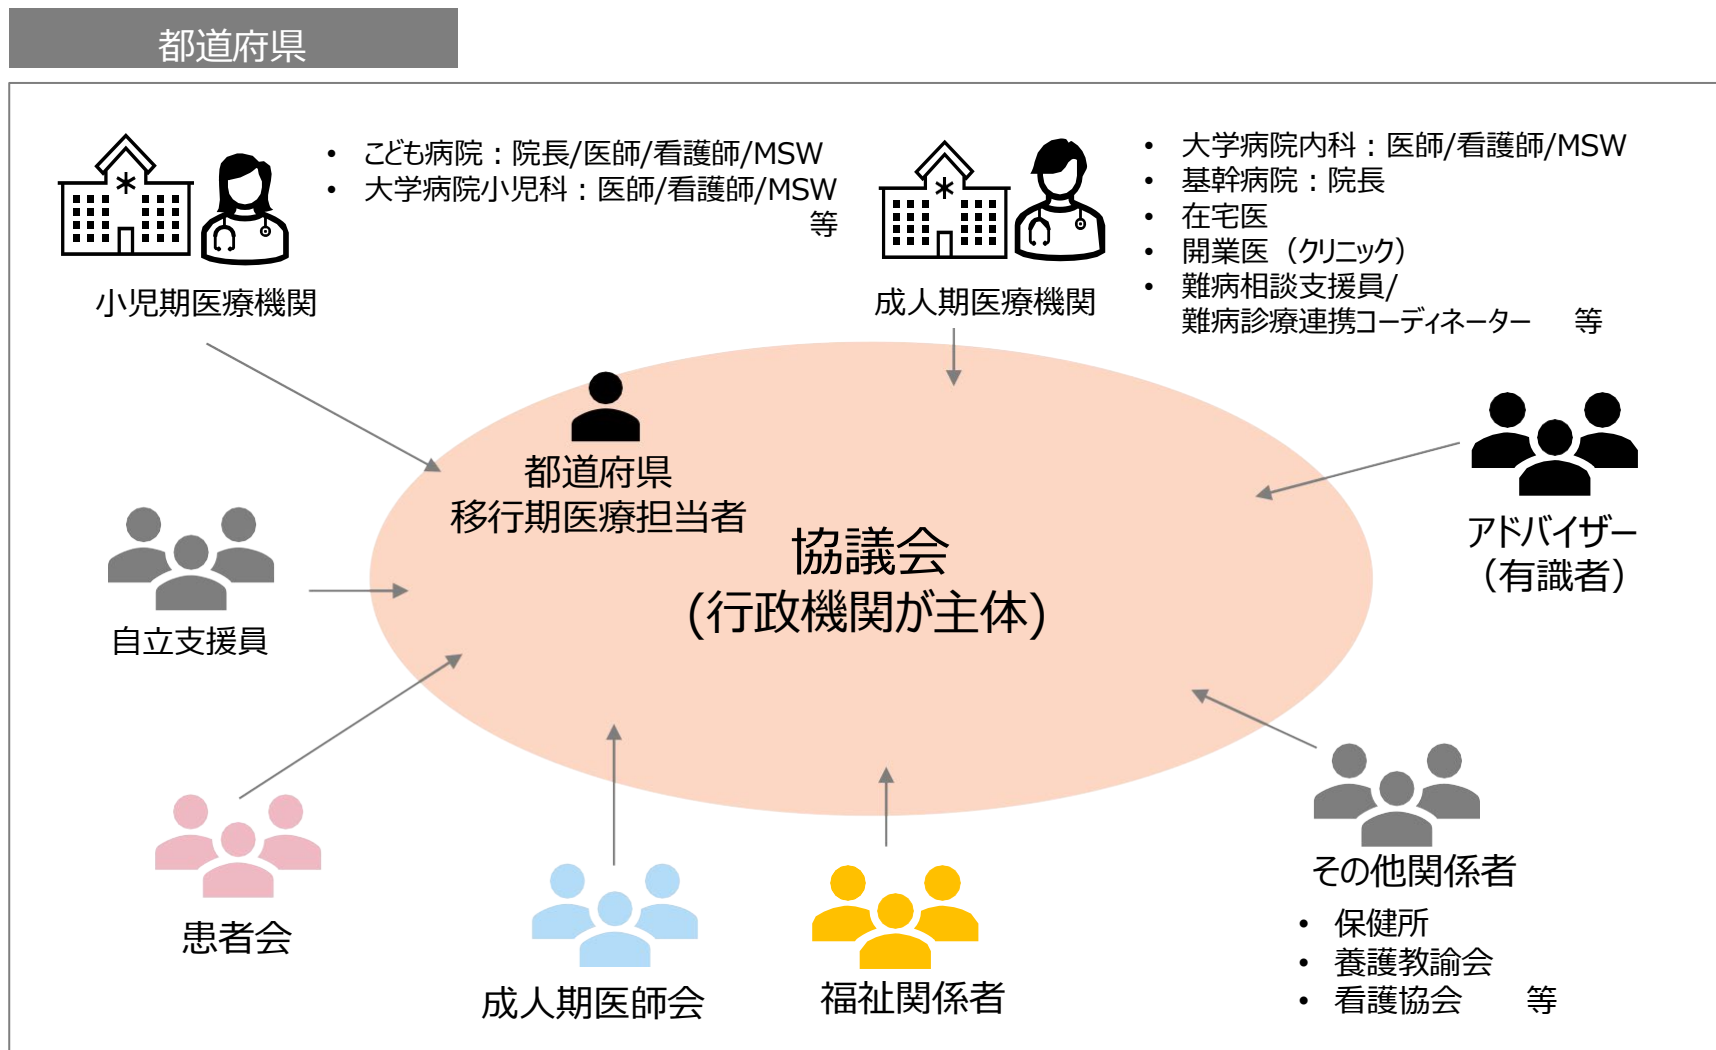 都道府県
• こども病院：院長/医師/看護師/MSW
• 大学病院小児科：医師/看護師/MSW
等
小児期医療機関
• 大学病院内科：医師/看護師/MSW
• 基幹病院：院長
• 在宅医
• 開業医（クリニック）
• 難病相談支援員/
難病診療連携コーディネーター 等
成人期医療機関
都道府県
移行期医療担当者
協議会
(行政機関が主体)
アドバイザー
（有識者）
自立支援員
患者会
成人期医師会
福祉関係者
その他関係者
• 保健所
• 養護教諭会
• 看護協会 等